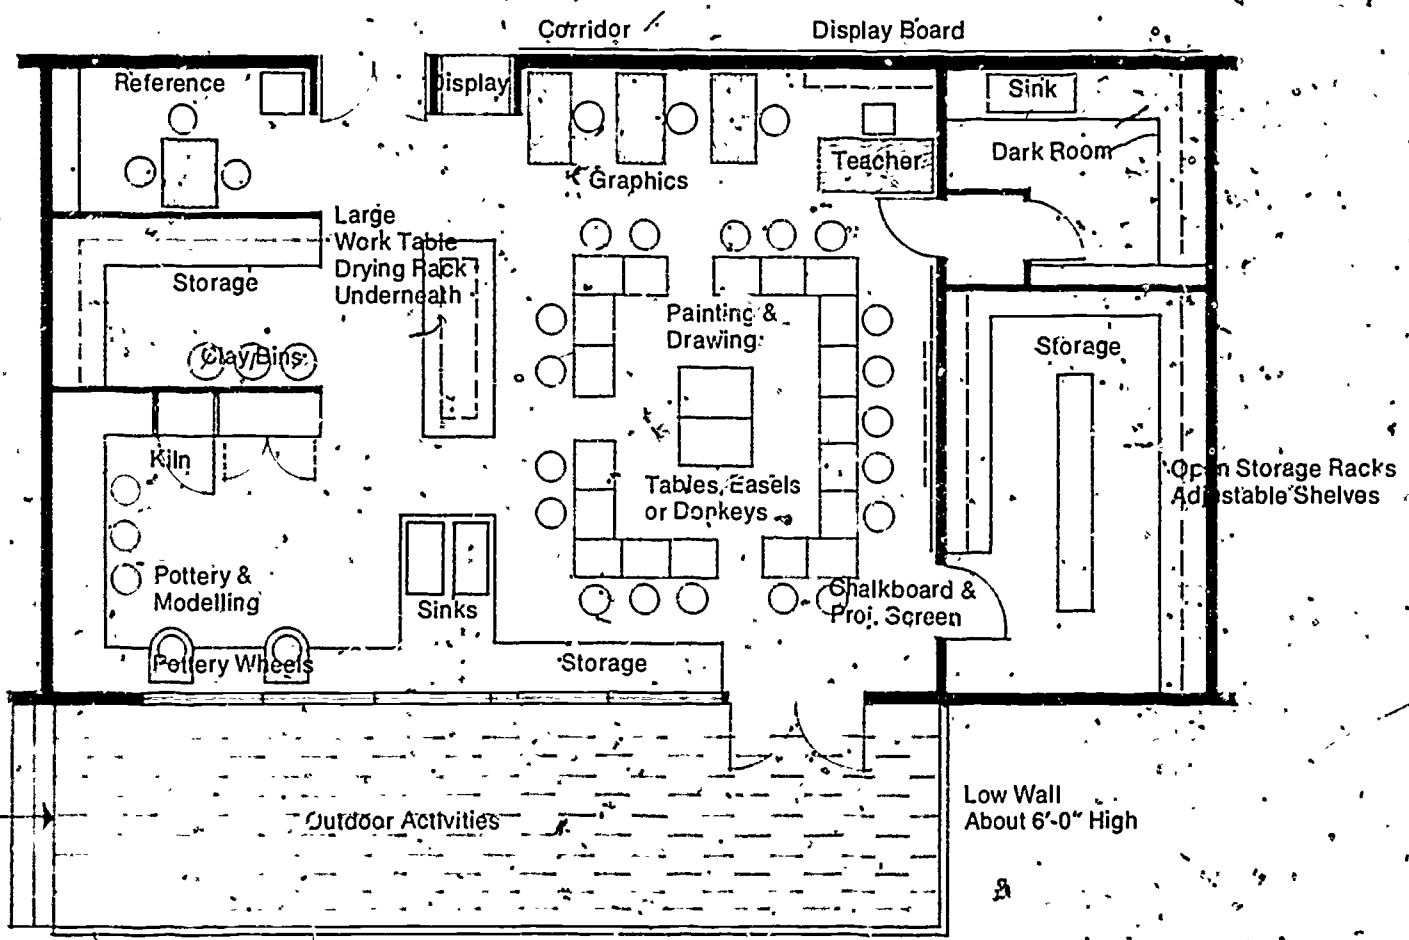 Corridor
Display Board
Reference
Display
Sink
Teacher
Dark Room
Graphics
Large
Work Table
Drying Rack
Underneath
Storage
Clay Bins
Painting &
Drawing
Storage
Kiln
Tables, Easels
or Donkeys
Open Storage Racks
Adjustable Shelves
Pottery &
Modelling
Sinks
Chalkboard &
Proj. Screen
Pottery Wheels
Storage
Outdoor Activities
Low Wall
About 6'-0" High